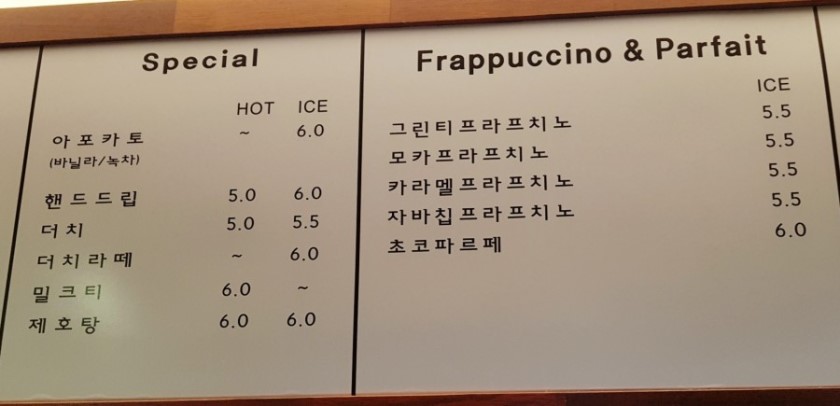 Special
HOT ICE
아포카토 ~ 6.0
(바닐라/녹차)
핸드드립 5.0 6.0
더치 5.0 5.5
더치라떼 ~ 6.0
밀크티 6.0 ~
제호탕 6.0 6.0
Frappuccino & Parfait
ICE
그린티프라프치노 5.5
모카프라프치노 5.5
카라멜프라프치노 5.5
자바칩프라프치노 5.5
초코파르페 6.0